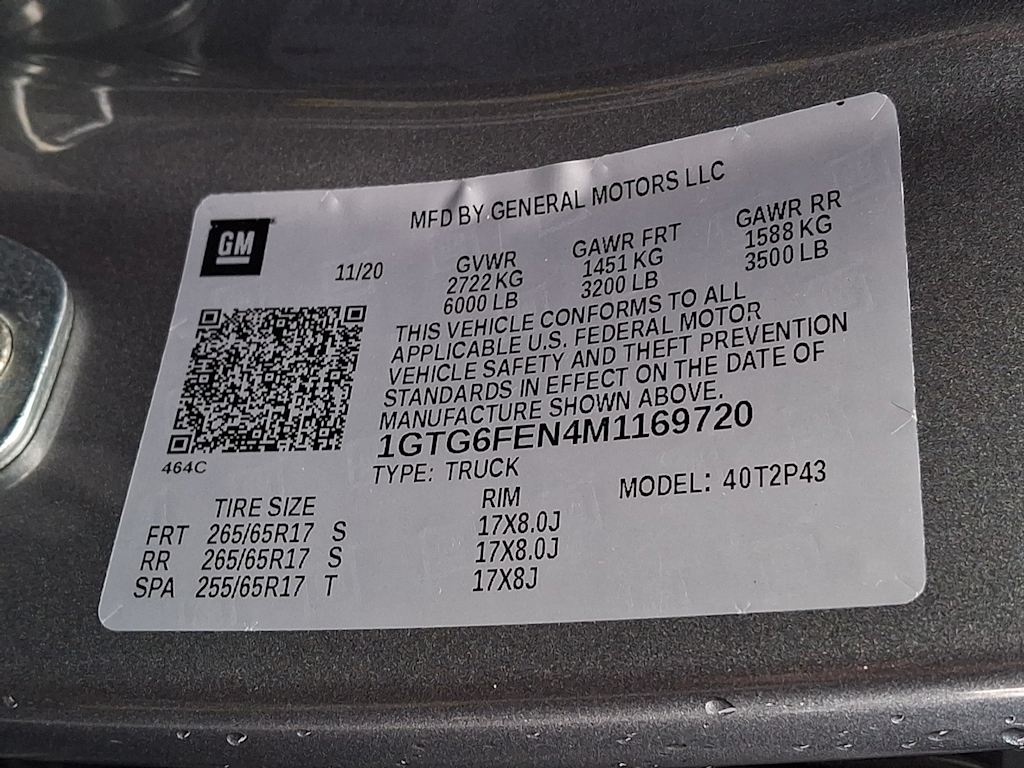 MFD BY GENERAL MOTORS LLC
GM
11/20
GVWR
2722 KG
6000 LB
GAWR FRT
1451 KG
3200 LB
GAWR RR
1588 KG
3500 LB
THIS VEHICLE CONFORMS TO ALL
APPLICABLE U.S. FEDERAL MOTOR
VEHICLE SAFETY AND THEFT PREVENTION
STANDARDS IN EFFECT ON THE DATE OF
MANUFACTURE SHOWN ABOVE.
1GTG6FEN4M1169720
464C
TYPE: TRUCK
MODEL: 40T2P43
TIRE SIZE RIM
FRT 265/65R17 S 17X8.0J
RR 265/65R17 S 17X8.0J
SPA 255/65R17 T 17X8J